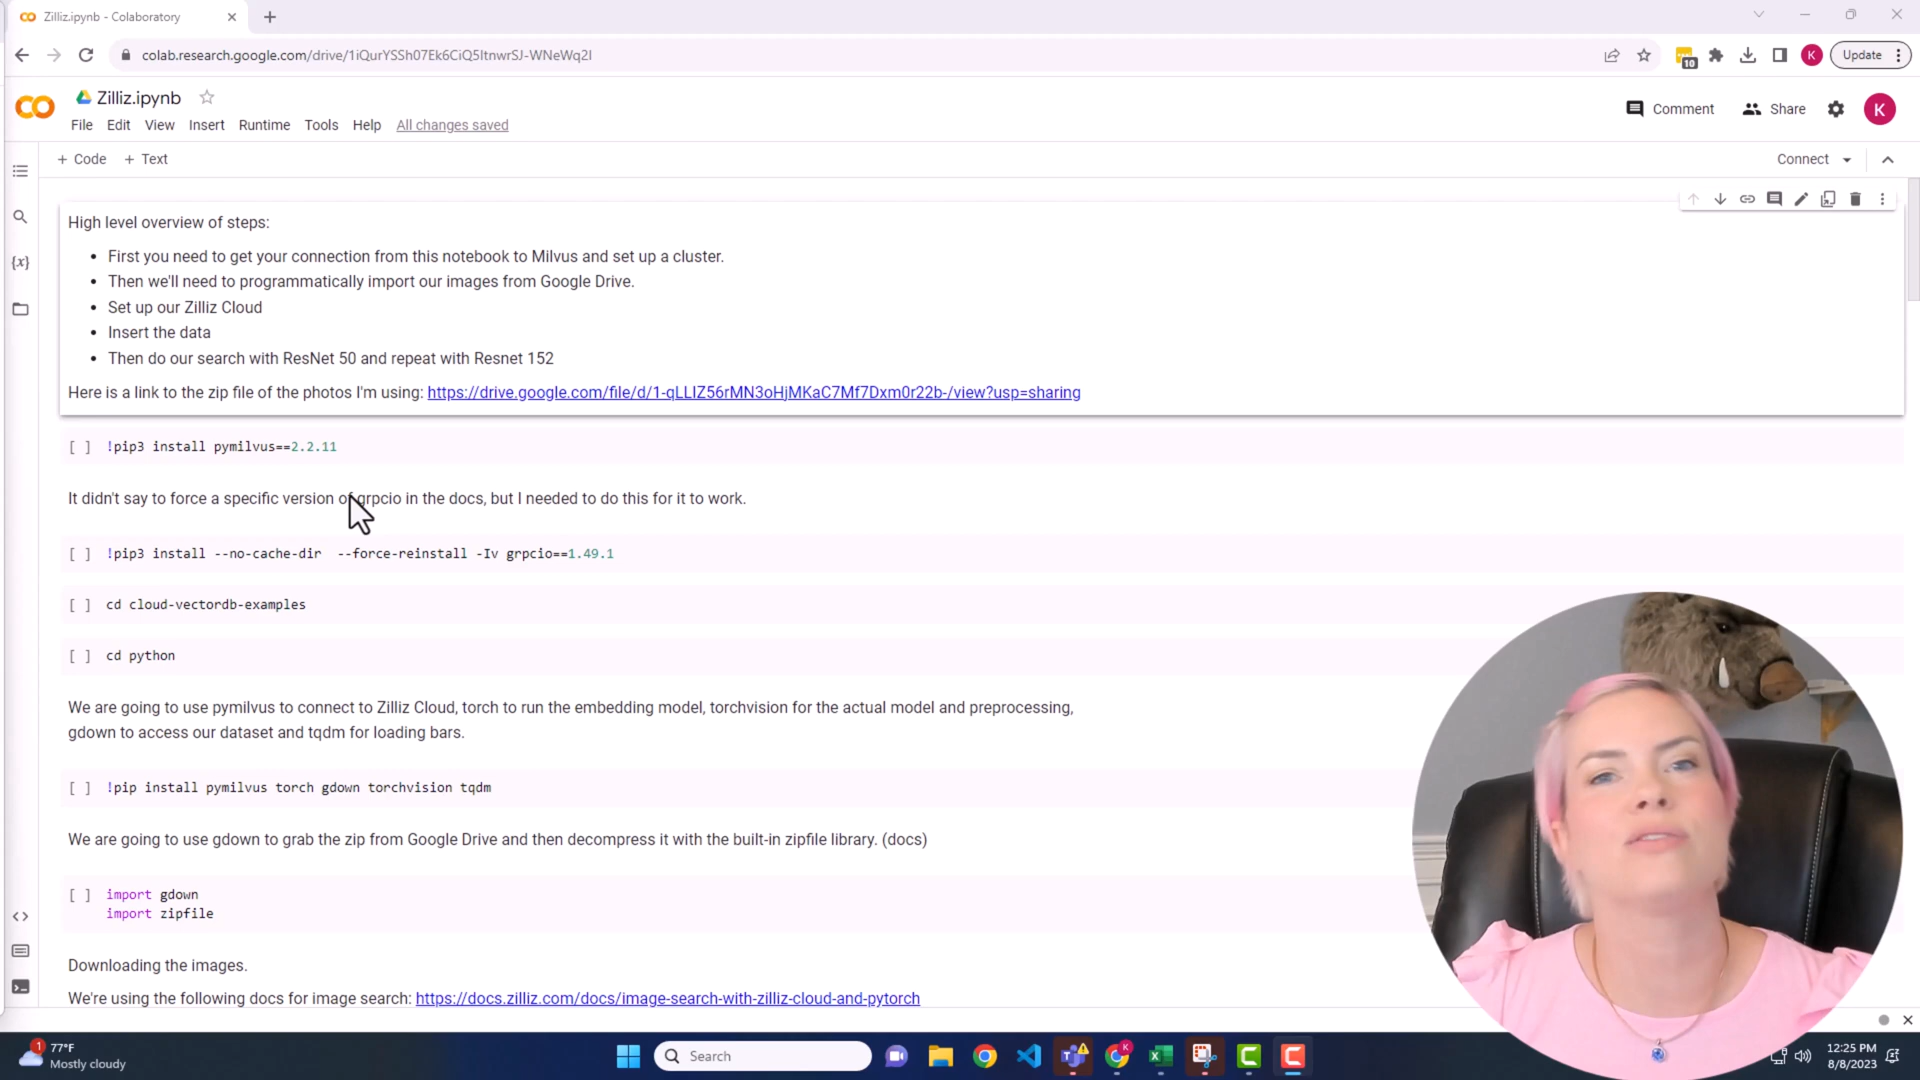 Zilliz.ipynb - Colaboratory
colab.research.google.com/drive/1iQurYSSh07Ek6CiQ5ItnwrSJ-WNeWq2I
10
K
Update
Zilliz.ipynb
File Edit View Insert Runtime Tools Help All changes saved
Comment Share K
+ Code + Text
Connect
High level overview of steps:
• First you need to get your connection from this notebook to Milvus and set up a cluster.
• Then we'll need to programmatically import our images from Google Drive.
• Set up our Zilliz Cloud
• Insert the data
• Then do our search with ResNet 50 and repeat with Resnet 152
Here is a link to the zip file of the photos I'm using: https://drive.google.com/file/d/1-qLLIZ56rMN3oHjMKaC7Mf7Dxm0r22b-/view?usp=sharing
[ ] !pip3 install pymilvus==2.2.11
It didn't say to force a specific version of grpcio in the docs, but I needed to do this for it to work.
[ ] !pip3 install --no-cache-dir --force-reinstall -Iv grpcio==1.49.1
[ ] cd cloud-vectordb-examples
[ ] cd python
We are going to use pymilvus to connect to Zilliz Cloud, torch to run the embedding model, torchvision for the actual model and preprocessing,
gdown to access our dataset and tqdm for loading bars.
[ ] !pip install pymilvus torch gdown torchvision tqdm
We are going to use gdown to grab the zip from Google Drive and then decompress it with the built-in zipfile library. (docs)
[ ] import gdown
import zipfile
Downloading the images.
We're using the following docs for image search: https://docs.zilliz.com/docs/image-search-with-zilliz-cloud-and-pytorch
1
77°F
Mostly cloudy
Search
K
12:25 PM
8/8/2023